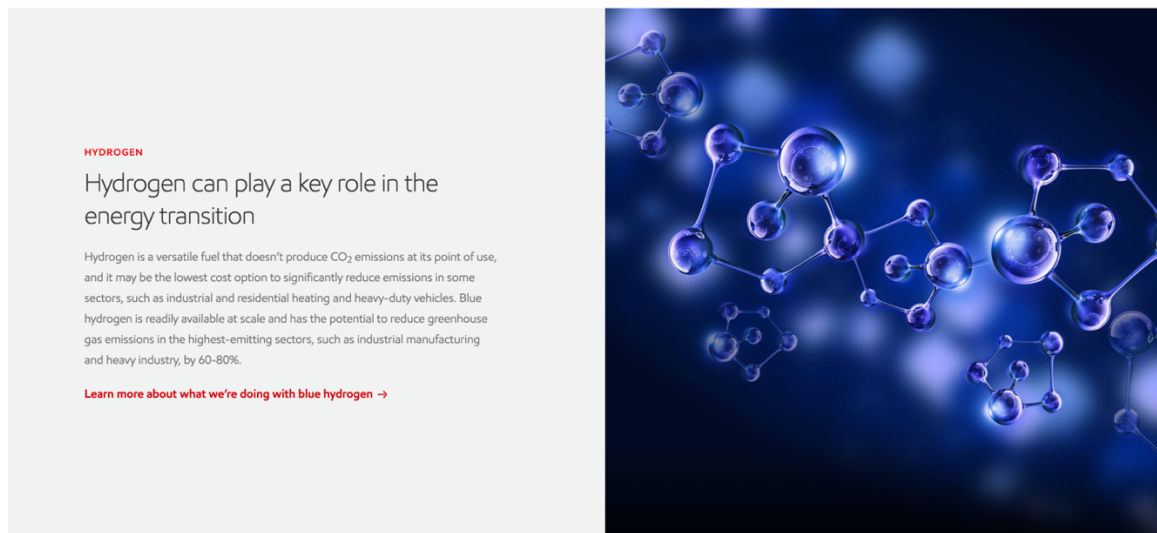 HYDROGEN
Hydrogen can play a key role in the
energy transition
Hydrogen is a versatile fuel that doesn't produce CO₂ emissions at its point of use,
and it may be the lowest cost option to significantly reduce emissions in some
sectors, such as industrial and residential heating and heavy-duty vehicles. Blue
hydrogen is readily available at scale and has the potential to reduce greenhouse
gas emissions in the highest-emitting sectors, such as industrial manufacturing
and heavy industry, by 60-80%.
Learn more about what we're doing with blue hydrogen →